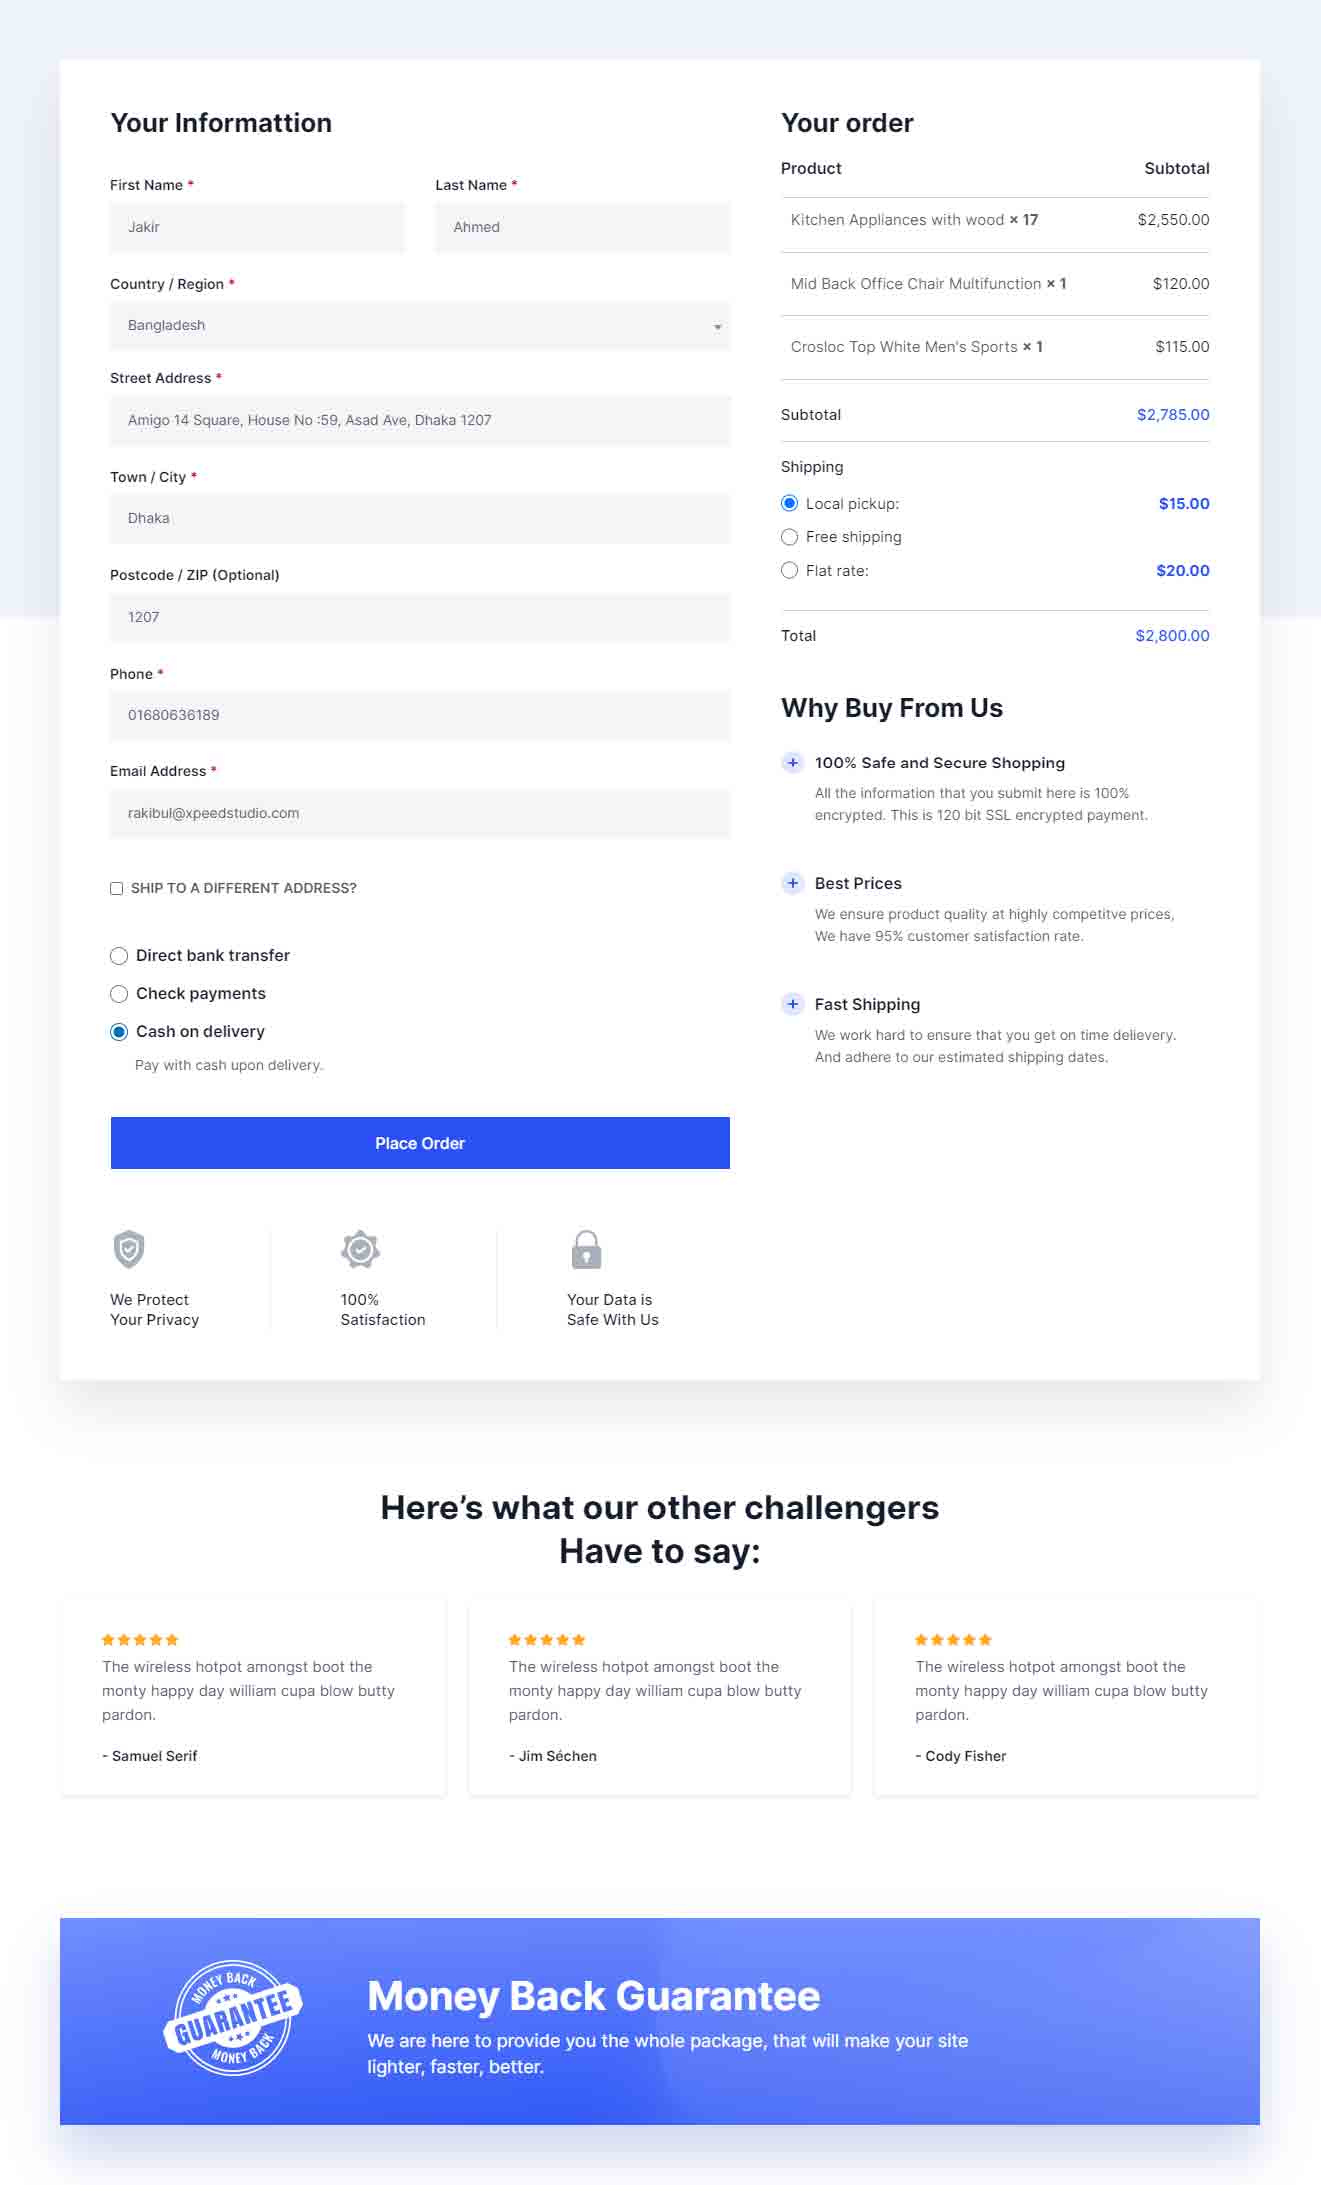 Your Informattion
First Name *
Last Name *
Jakir
Ahmed
Country / Region *
Bangladesh
Street Address *
Amigo 14 Square, House No :59, Asad Ave, Dhaka 1207
Town / City *
Dhaka
Postcode / ZIP (Optional)
1207
Phone *
01680636189
Email Address *
rakibul@xpeedstudio.com
SHIP TO A DIFFERENT ADDRESS?
Direct bank transfer
Check payments
Cash on delivery
Pay with cash upon delivery.
Place Order
We Protect
Your Privacy
100%
Satisfaction
Your Data is
Safe With Us
Your order
Product Subtotal
Kitchen Appliances with wood × 17 $2,550.00
Mid Back Office Chair Multifunction × 1 $120.00
Crosloc Top White Men's Sports × 1 $115.00
Subtotal $2,785.00
Shipping
Local pickup: $15.00
Free shipping
Flat rate: $20.00
Total $2,800.00
Why Buy From Us
100% Safe and Secure Shopping
All the information that you submit here is 100%
encrypted. This is 120 bit SSL encrypted payment.
Best Prices
We ensure product quality at highly competitve prices,
We have 95% customer satisfaction rate.
Fast Shipping
We work hard to ensure that you get on time delievery.
And adhere to our estimated shipping dates.
Here’s what our other challengers
Have to say:
The wireless hotpot amongst boot the
monty happy day william cupa blow butty
pardon.
- Samuel Serif
The wireless hotpot amongst boot the
monty happy day william cupa blow butty
pardon.
- Jim Séchen
The wireless hotpot amongst boot the
monty happy day william cupa blow butty
pardon.
- Cody Fisher
MONEY BACK
GUARANTEE
MONEY BACK
Money Back Guarantee
We are here to provide you the whole package, that will make your site
lighter, faster, better.